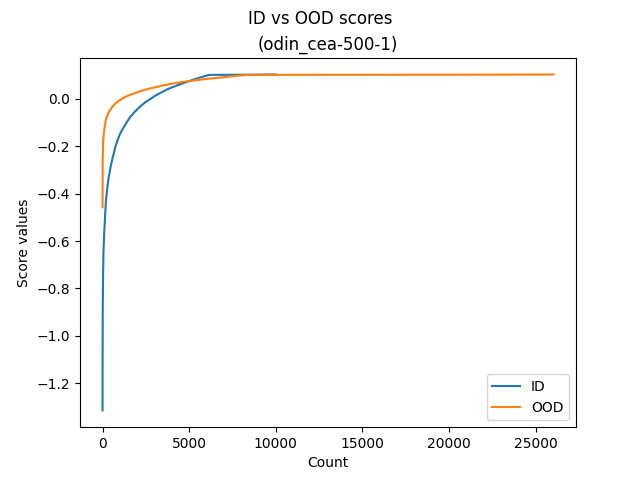 ID vs OOD scores
(odin_cea-500-1)
0.0
−0.2
−0.4
−0.6
−0.8
−1.0
−1.2
Score values
0
5000
10000
15000
20000
25000
Count
ID
OOD